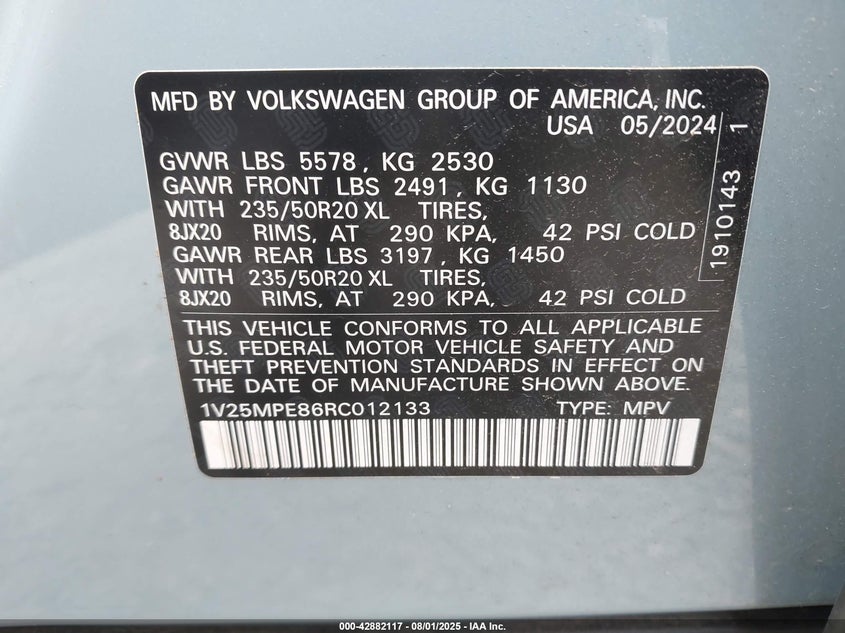 MFD BY VOLKSWAGEN GROUP OF AMERICA, INC.
USA 05/2024
GVWR LBS 5578, KG 2530
GAWR FRONT LBS 2491, KG 1130
WITH 235/50R20 XL TIRES,
8JX20 RIMS, AT 290 KPA, 42 PSI COLD
GAWR REAR LBS 3197, KG 1450
WITH 235/50R20 XL TIRES,
8JX20 RIMS, AT 290 KPA, 42 PSI COLD
1910143 1
THIS VEHICLE CONFORMS TO ALL APPLICABLE
U.S. FEDERAL MOTOR VEHICLE SAFETY AND
THEFT PREVENTION STANDARDS IN EFFECT ON
THE DATE OF MANUFACTURE SHOWN ABOVE.
1V25MPE86RC012133 TYPE: MPV
000-42882117 - 08/01/2025 - IAA Inc.